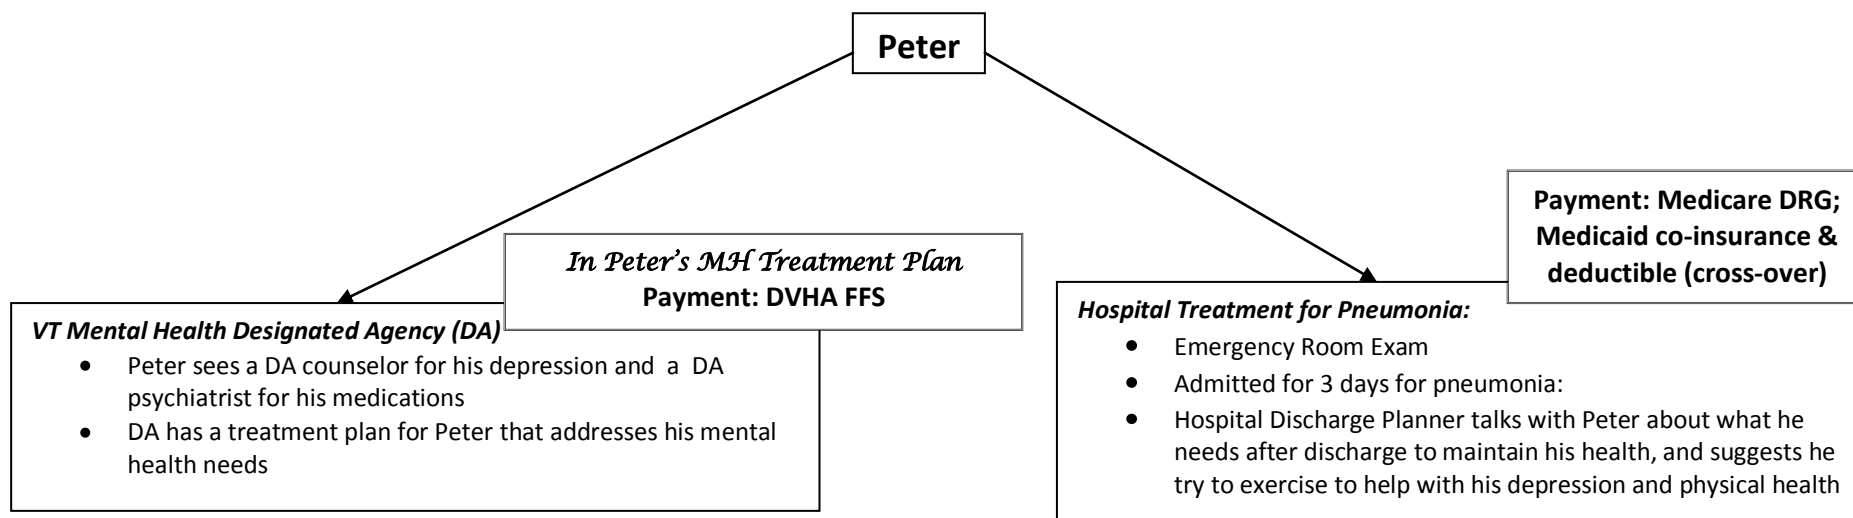 Peter
In Peter's MH Treatment Plan
Payment: DVHA FFS
VT Mental Health Designated Agency (DA)
• Peter sees a DA counselor for his depression and  a  DA
psychiatrist for his medications
• DA has a treatment plan for Peter that addresses his mental
health needs
Payment: Medicare DRG;
Medicaid co-insurance &
deductible (cross-over)
Hospital Treatment for Pneumonia:
• Emergency Room Exam
• Admitted for 3 days for pneumonia:
• Hospital Discharge Planner talks with Peter about what he
needs after discharge to maintain his health, and suggests he
try to exercise to help with his depression and physical health